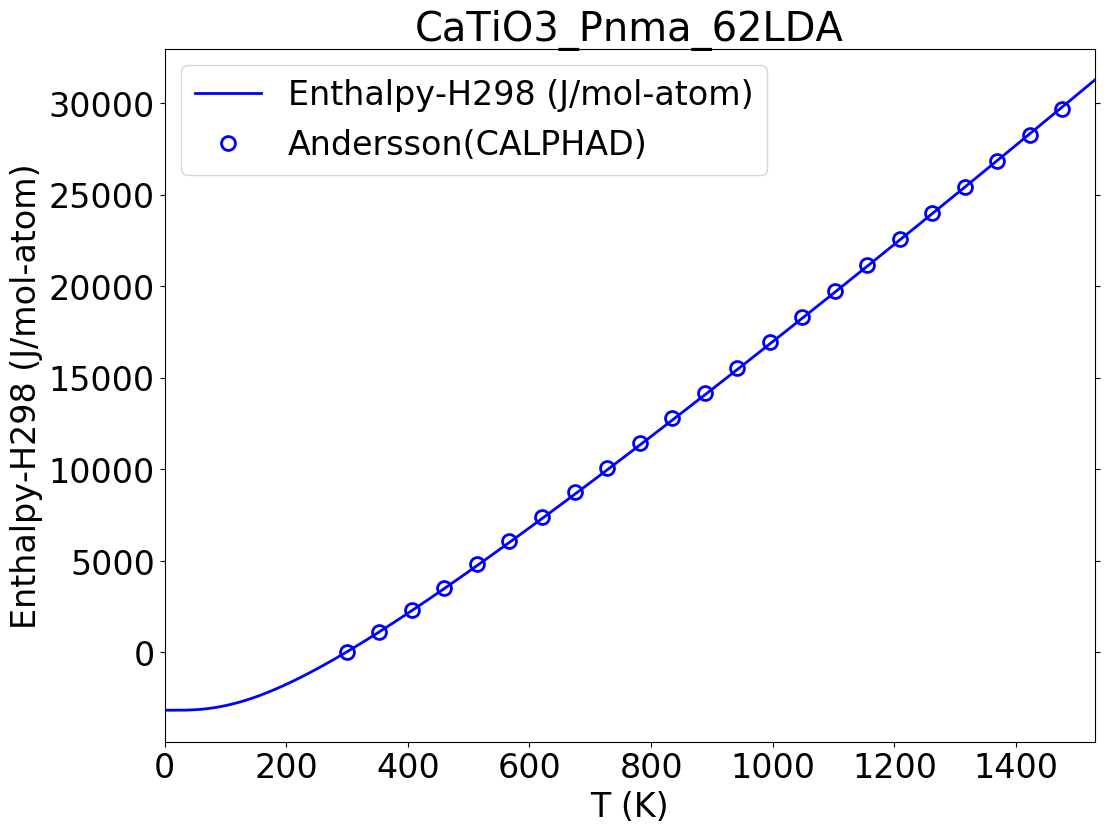 CaTiO3_Pnma_62LDA
Enthalpy-H298 (J/mol-atom)
Andersson(CALPHAD)
Enthalpy-H298 (J/mol-atom)
30000
25000
20000
15000
10000
5000
0
0 200 400 600 800 1000 1200 1400
T (K)